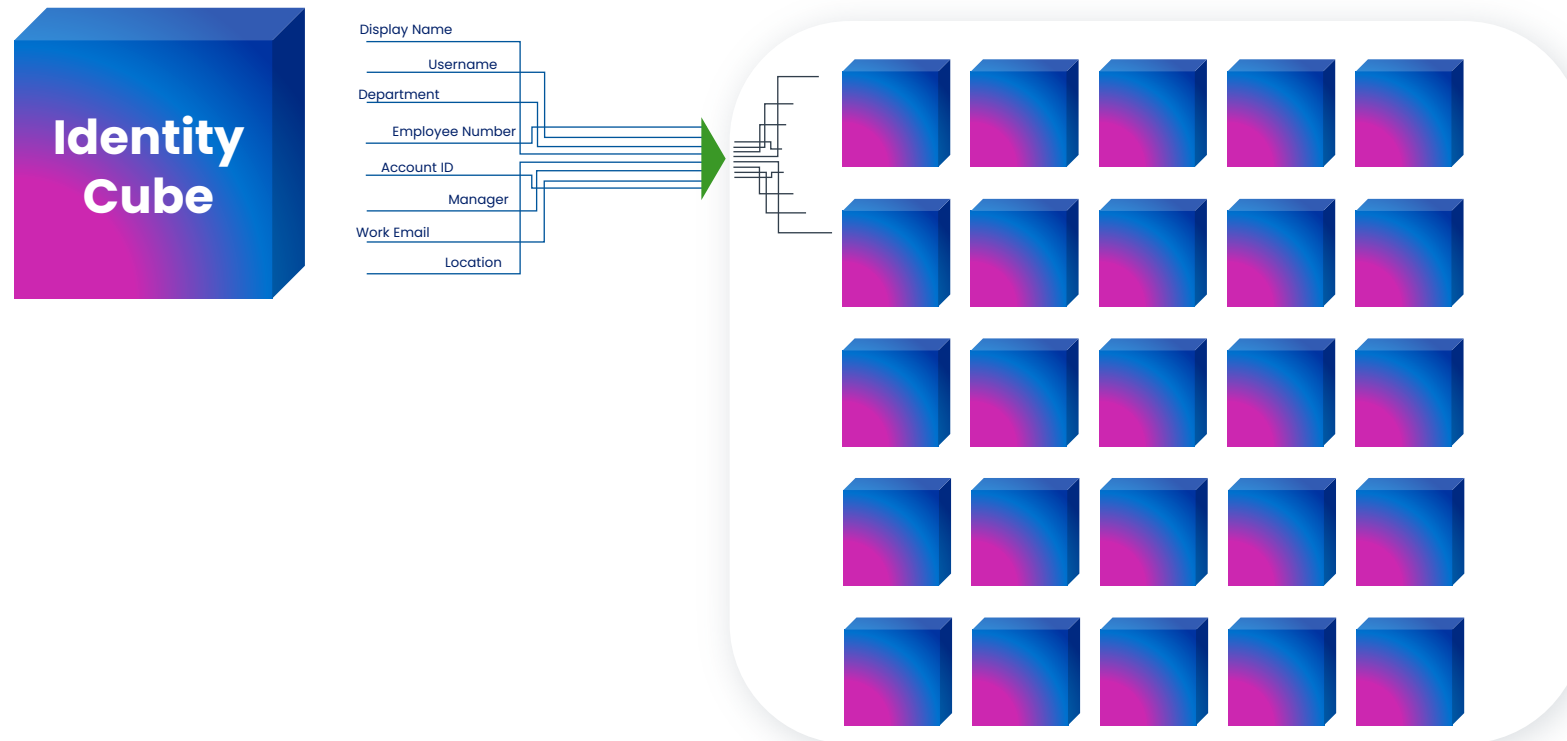 Identity
Cube
Display Name
Username
Department
Employee Number
Account ID
Manager
Work Email
Location